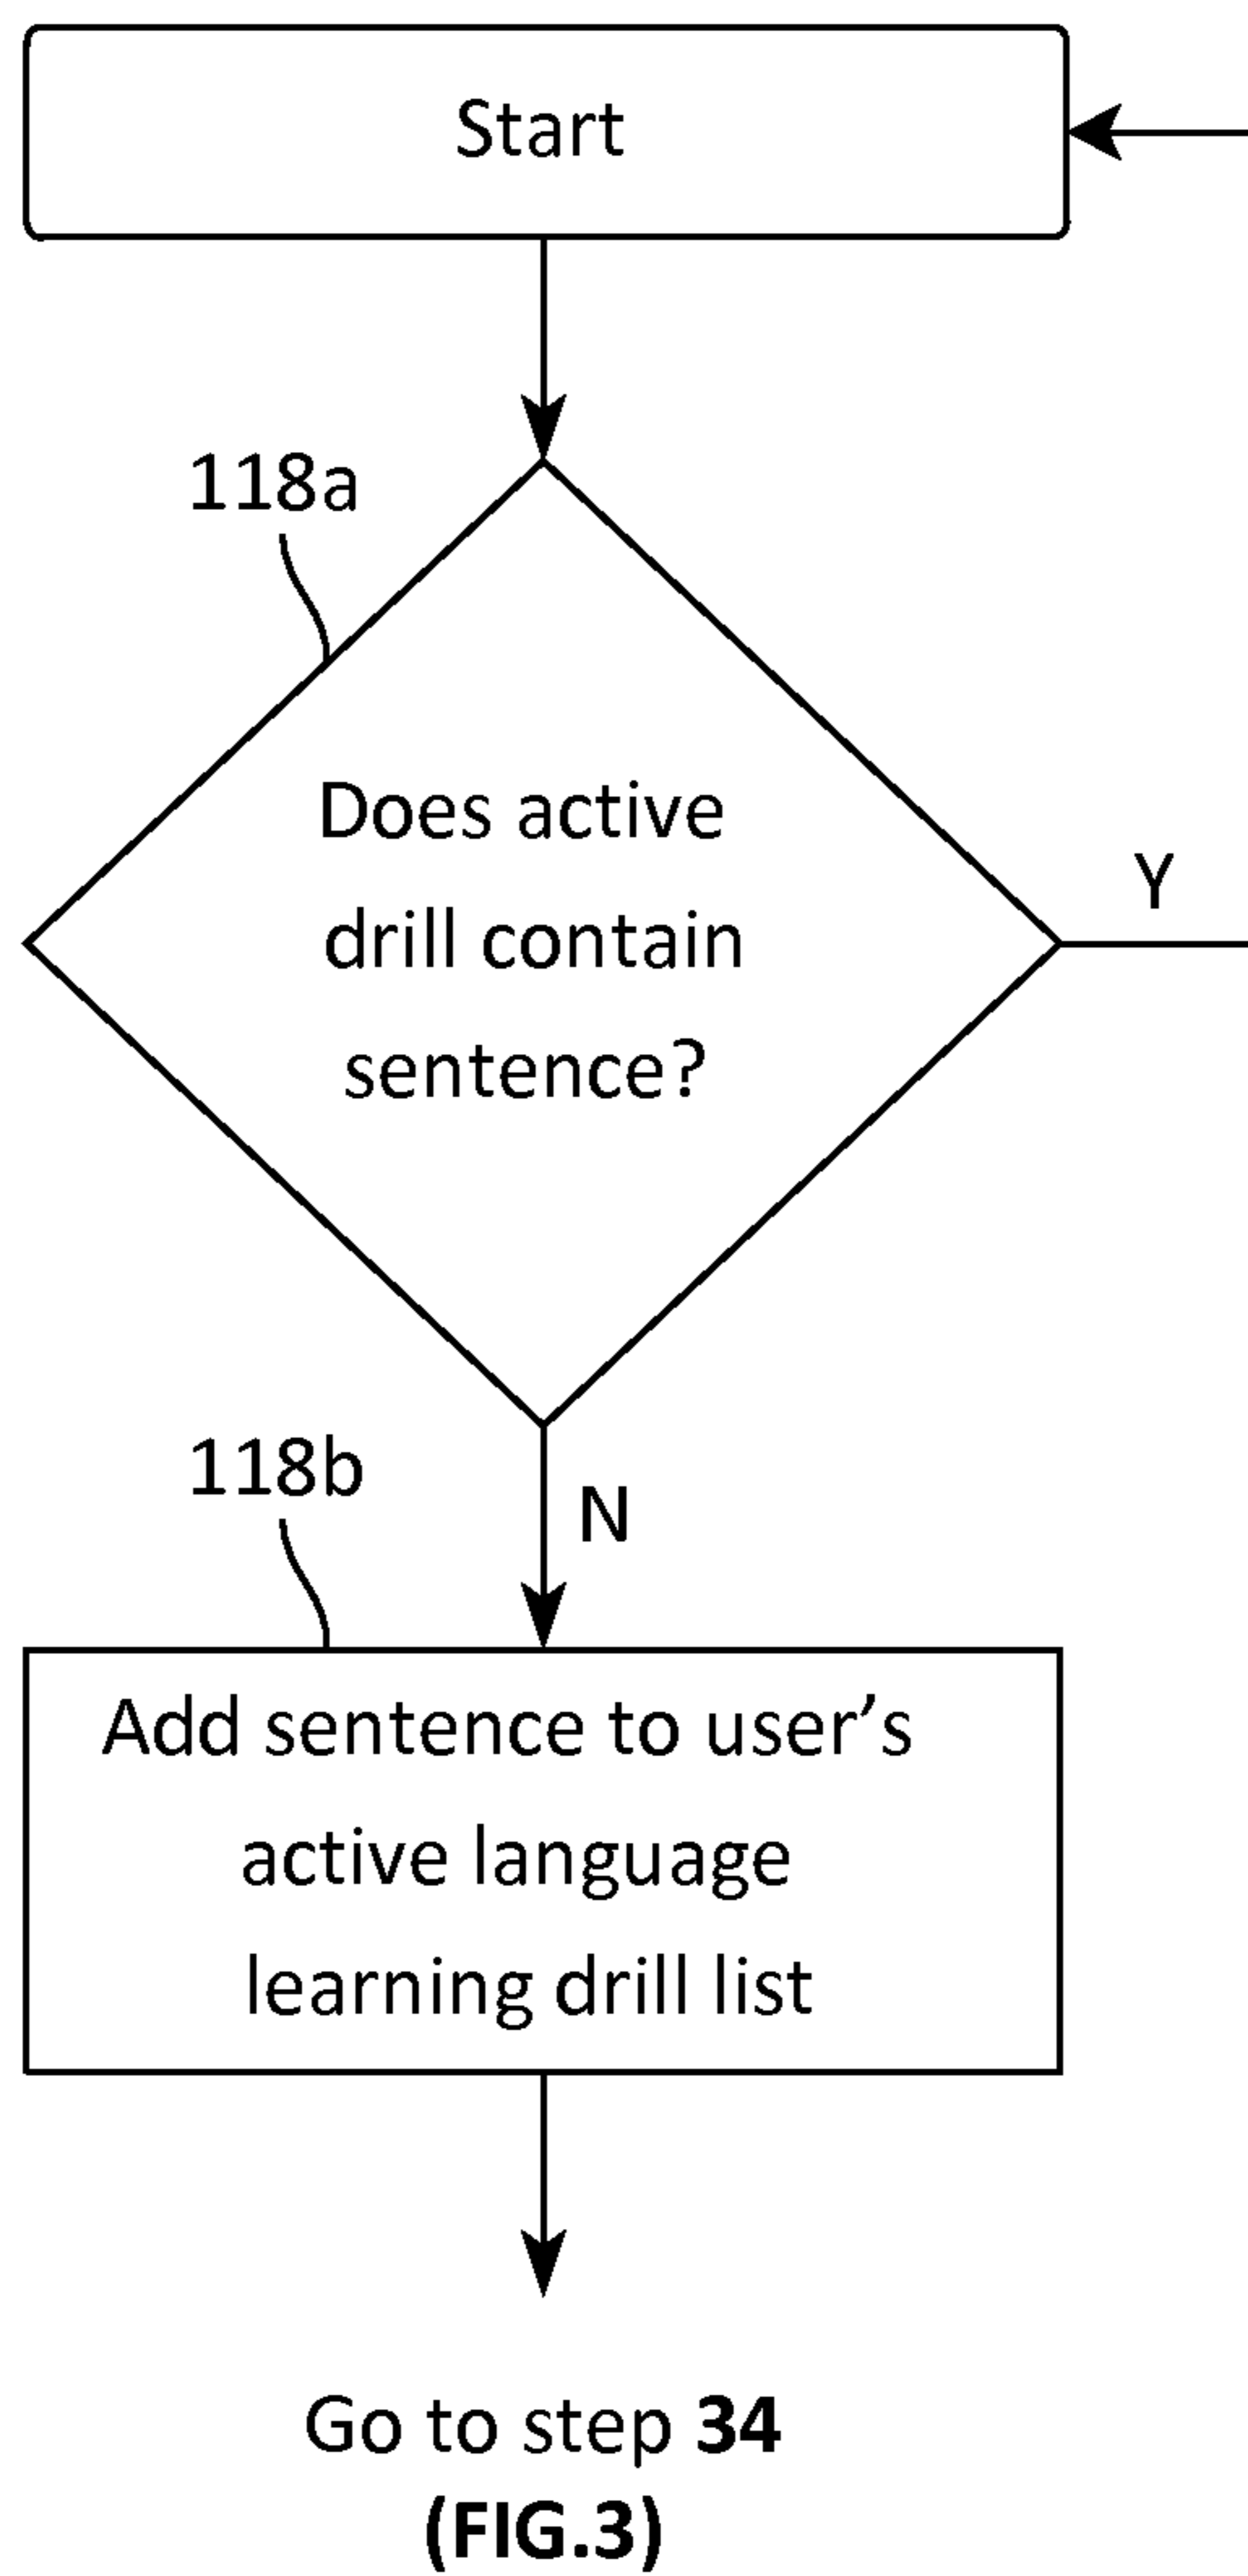 Start
118a
Does active
drill contain
sentence?
Y
118b
N
Add sentence to user’s
active language
learning drill list
Go to step 34
(FIG.3)